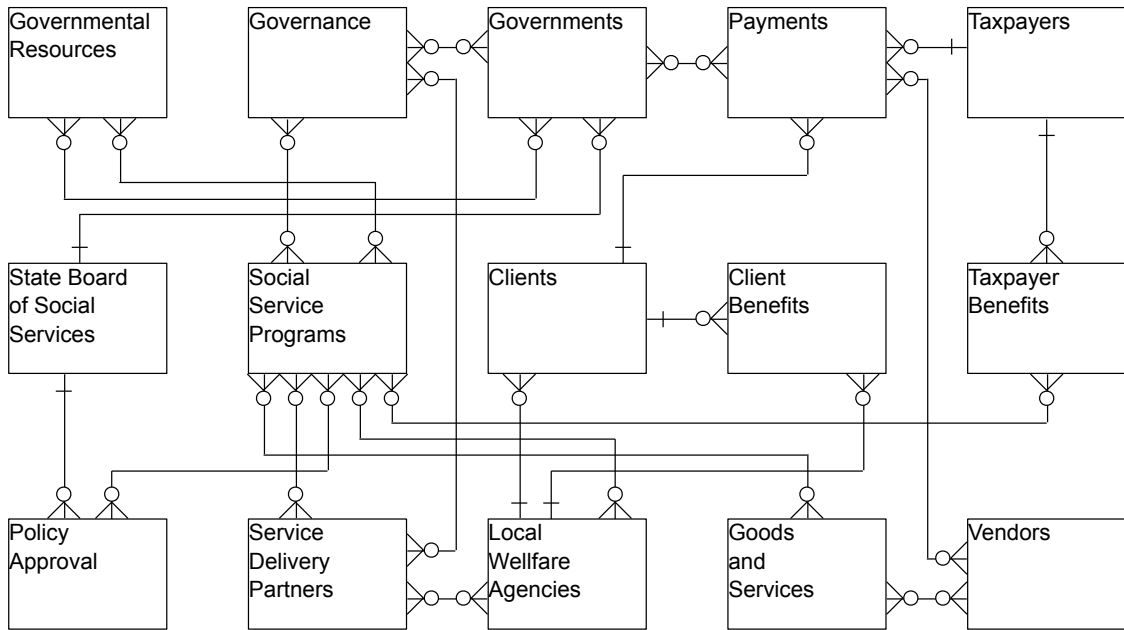 Governmental
Resources
Governance
Governments
Payments
Taxpayers
State Board
of Social
Services
Social
Service
Programs
Clients
Client
Benefits
Taxpayer
Benefits
Policy
Approval
Service
Delivery
Partners
Local
Wellfare
Agencies
Goods
and
Services
Vendors